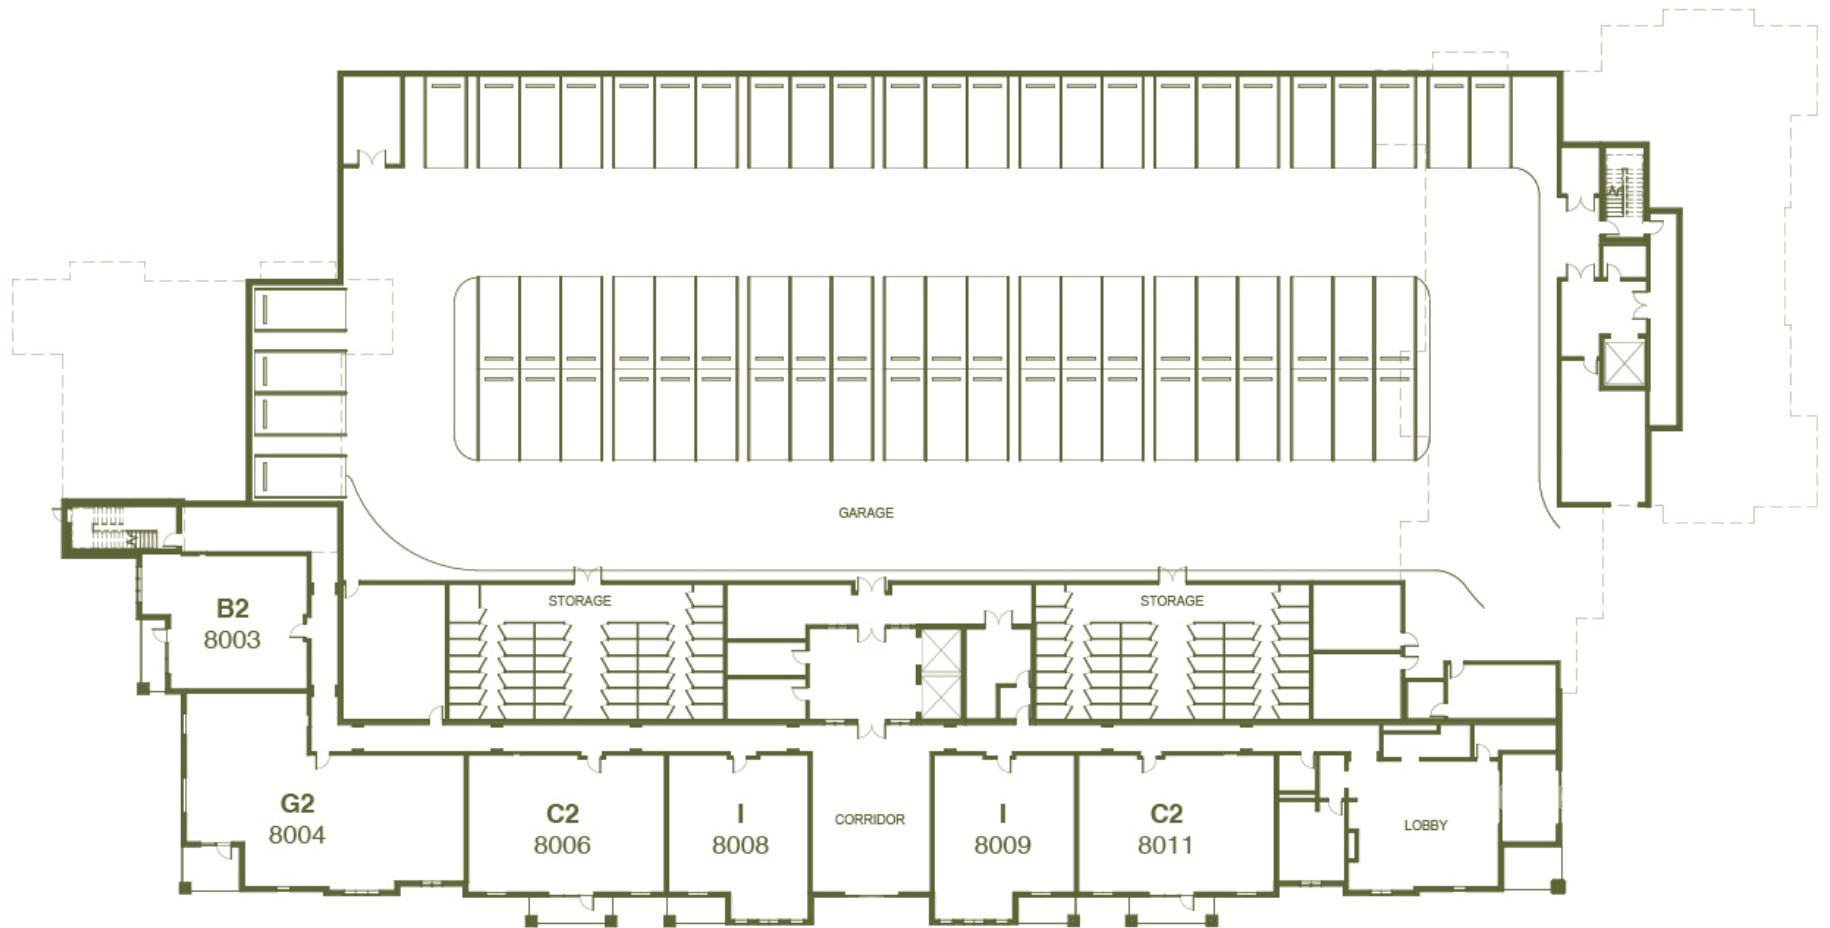 GARAGE
STORAGE
STORAGE
B2
8003
G2
8004
C2
8006
I
8008
CORRIDOR
I
8009
C2
8011
LOBBY